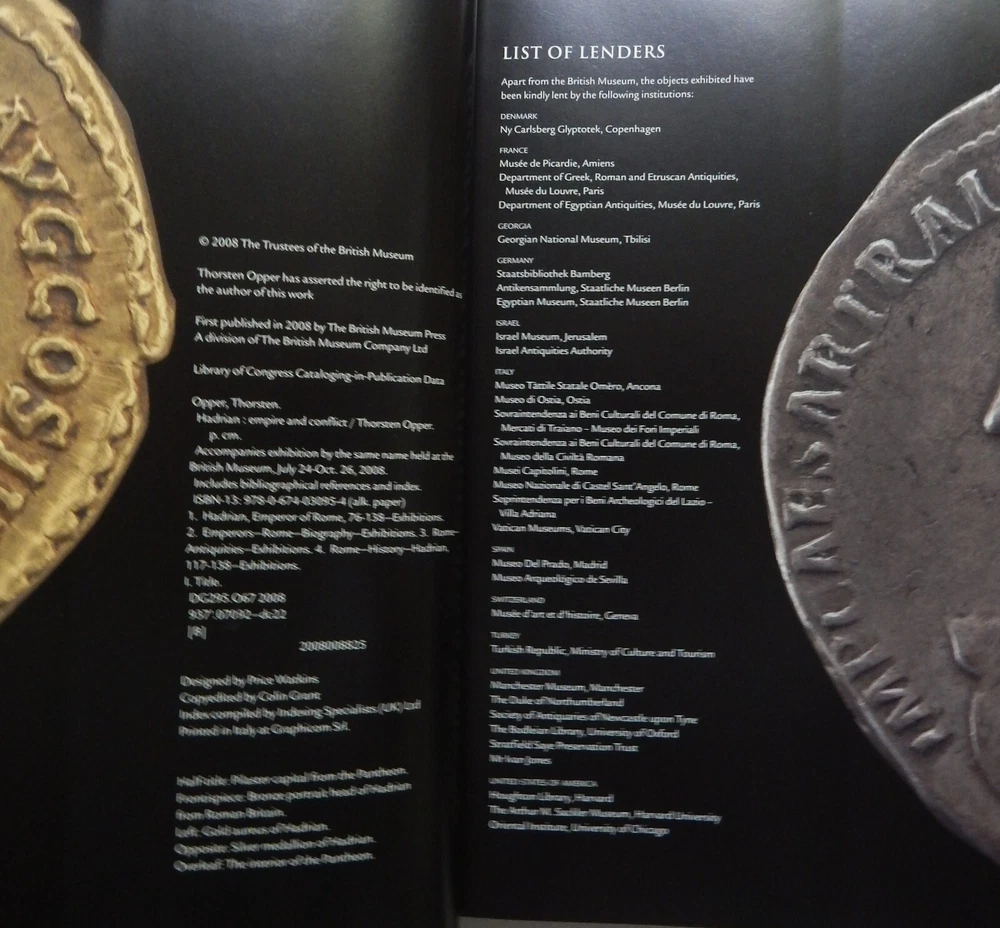 AVGCOS
© 2008 The Trustees of the British Museum
Thorsten Opper has asserted the right to be identified as
the author of this work
First published in 2008 by The British Museum Press
A division of The British Museum Company Ltd
Library of Congress Cataloging-in-Publication Data
Opper, Thorsten.
Hadrian : empire and conflict / Thorsten Opper.
p. cm.
Accompanies exhibition by the same name held at the
British Museum, July 24-Oct. 26, 2008.
Includes bibliographical references and index.
ISBN-13: 978-0-674-03095-4 (alk. paper)
1. Hadrian, Emperor of Rome, 76-138--Exhibitions.
2. Emperors--Rome--Biography--Exhibitions. 3. Rome--
Antiquities--Exhibitions. 4. Rome--History--Hadrian,
117-138--Exhibitions.
I. Title.
DG295.O67 2008
937'.07092--dc22
[B]
2008008825
Designed by Price Watkins
Copyedited by Colin Grant
Index compiled by Indexing Specialists (UK) Ltd
Printed in Italy at Graphicom Srl.
Half-title: Pilaster capital from the Pantheon.
Frontispiece: Bronze portrait head of Hadrian
from Roman Britain.
Left: Gold aureus of Hadrian.
Opposite: Silver medallion of Hadrian.
Overleaf: The interior of the Pantheon.
LIST OF LENDERS
Apart from the British Museum, the objects exhibited have
been kindly lent by the following institutions:
DENMARK
Ny Carlsberg Glyptotek, Copenhagen
FRANCE
Musée de Picardie, Amiens
Department of Greek, Roman and Etruscan Antiquities,
Musée du Louvre, Paris
Department of Egyptian Antiquities, Musée du Louvre, Paris
GEORGIA
Georgian National Museum, Tbilisi
GERMANY
Staatsbibliothek Bamberg
Antikensammlung, Staatliche Museen Berlin
Egyptian Museum, Staatliche Museen Berlin
ISRAEL
Israel Museum, Jerusalem
Israel Antiquities Authority
ITALY
Museo Tàttile Statale Omèro, Ancona
Museo di Ostia, Ostia
Sovraintendenza ai Beni Culturali del Comune di Roma,
Mercati di Traiano – Museo dei Fori Imperiali
Sovraintendenza ai Beni Culturali del Comune di Roma,
Museo della Civiltà Romana
Musei Capitolini, Rome
Museo Nazionale di Castel Sant'Angelo, Rome
Soprintendenza per i Beni Archeologici del Lazio –
Villa Adriana
Vatican Museums, Vatican City
SPAIN
Museo Del Prado, Madrid
Museo Arqueológico de Sevilla
SWITZERLAND
Musée d'art et d'histoire, Geneva
TURKEY
Turkish Republic, Ministry of Culture and Tourism
UNITED KINGDOM
Manchester Museum, Manchester
The Duke of Northumberland
Society of Antiquaries of Newcastle upon Tyne
The Bodleian Library, University of Oxford
Stratfield Saye Preservation Trust
Mr Ivan Jones
UNITED STATES OF AMERICA
Houghton Library, Harvard
The Arthur M. Sackler Museum, Harvard University
Oriental Institute, University of Chicago
IMP CAESAR TRAI